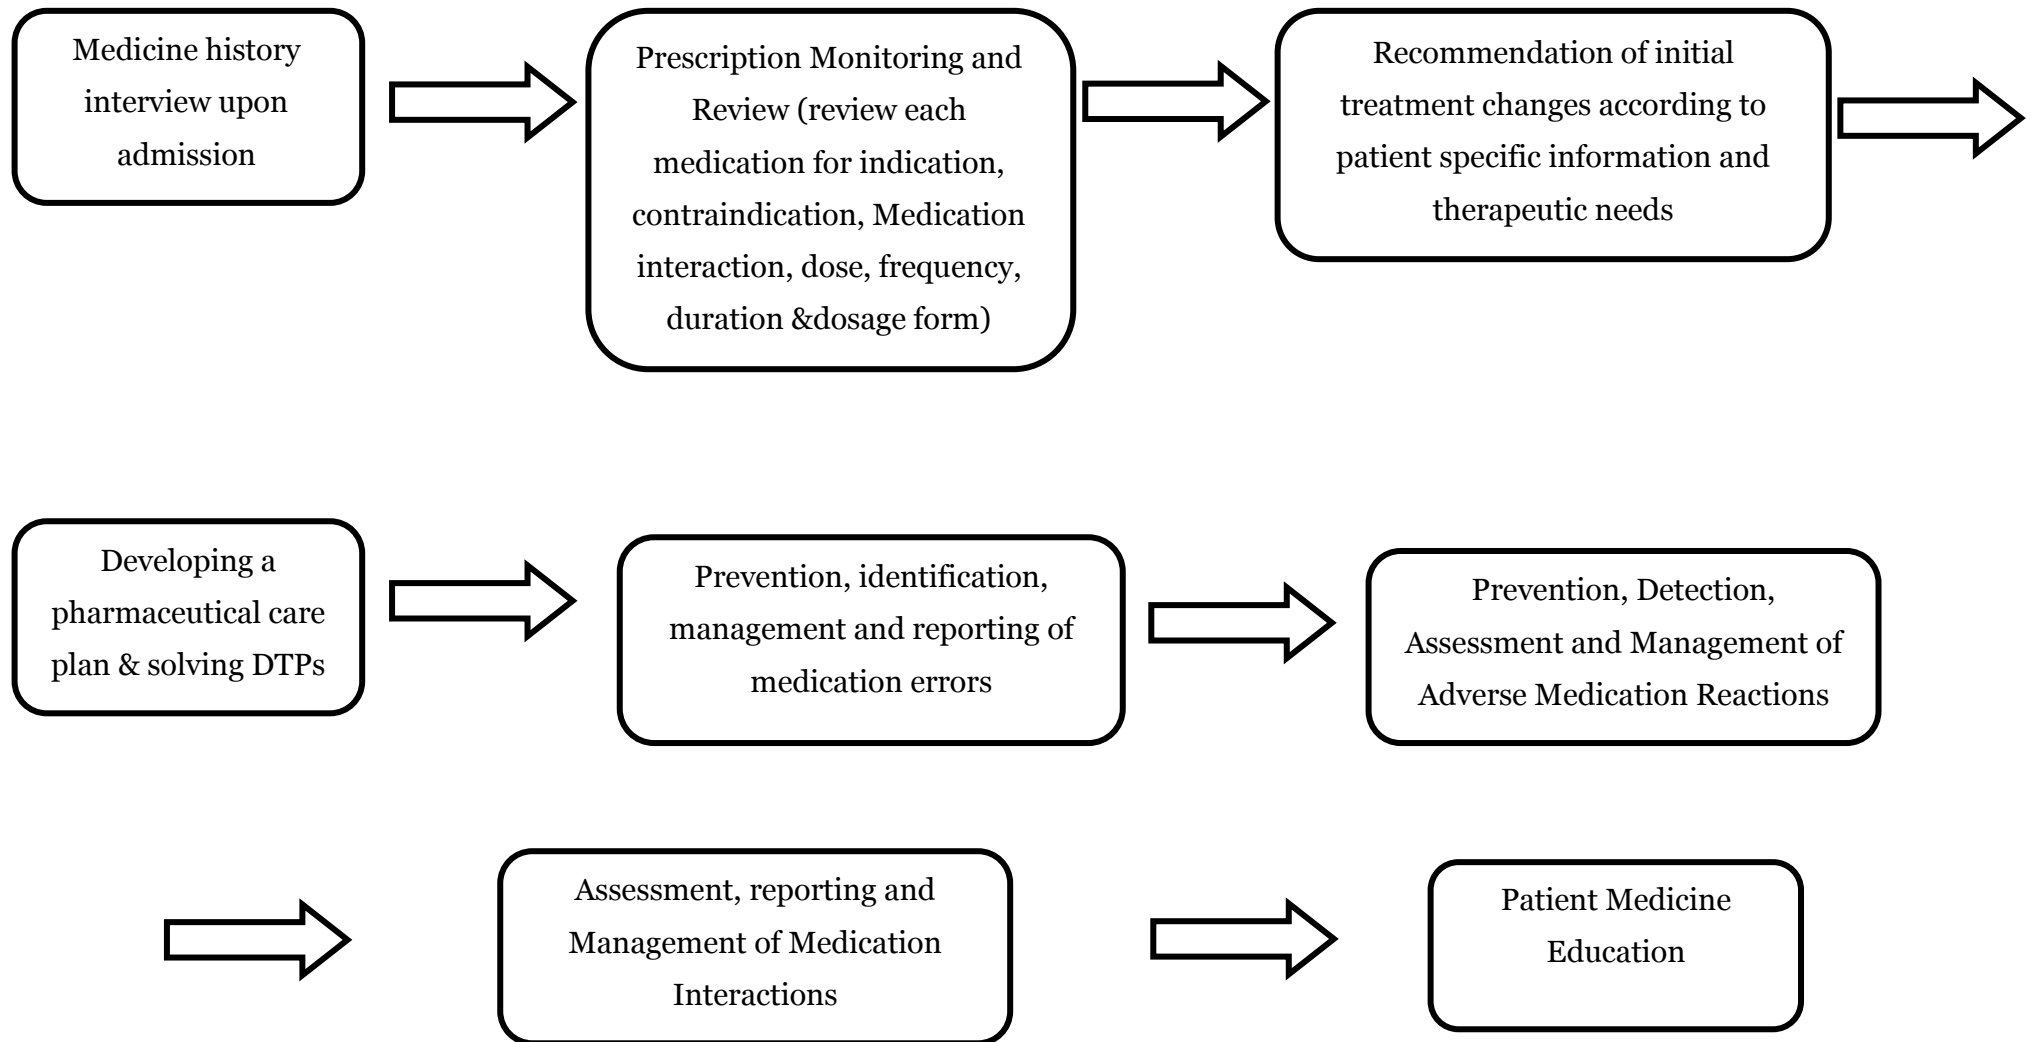 Medicine history
interview upon
admission
Prescription Monitoring and
Review (review each
medication for indication,
contraindication, Medication
interaction, dose, frequency,
duration &dosage form)
Recommendation of initial
treatment changes according to
patient specific information and
therapeutic needs
Developing a
pharmaceutical care
plan & solving DTPs
Prevention, identification,
management and reporting of
medication errors
Prevention, Detection,
Assessment and Management of
Adverse Medication Reactions
Assessment, reporting and
Management of Medication
Interactions
Patient Medicine
Education